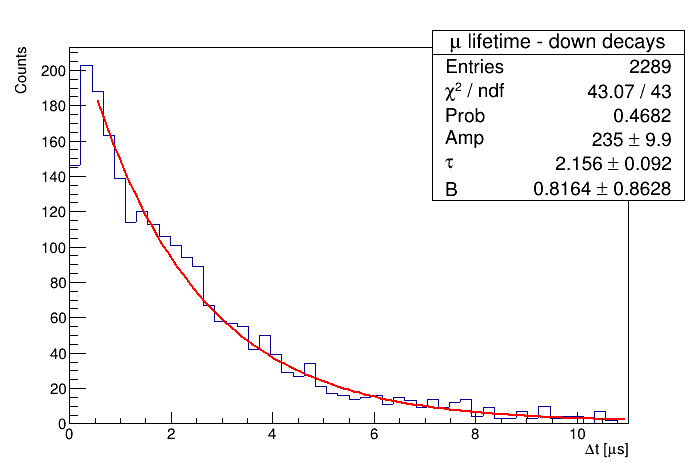 μ lifetime - down decays
Entries 2289
χ² / ndf 43.07 / 43
Prob 0.4682
Amp 235 ± 9.9
τ 2.156 ± 0.092
B 0.8164 ± 0.8628
Counts
200
180
160
140
120
100
80
60
40
20
0
0 2 4 6 8 10
Δt [μs]